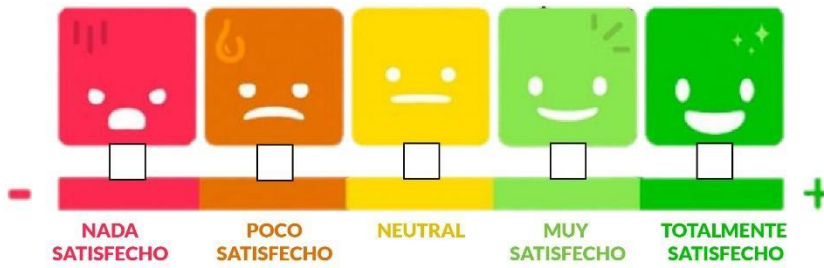 - +
NADA
SATISFECHO
POCO
SATISFECHO
NEUTRAL
MUY
SATISFECHO
TOTALMENTE
SATISFECHO